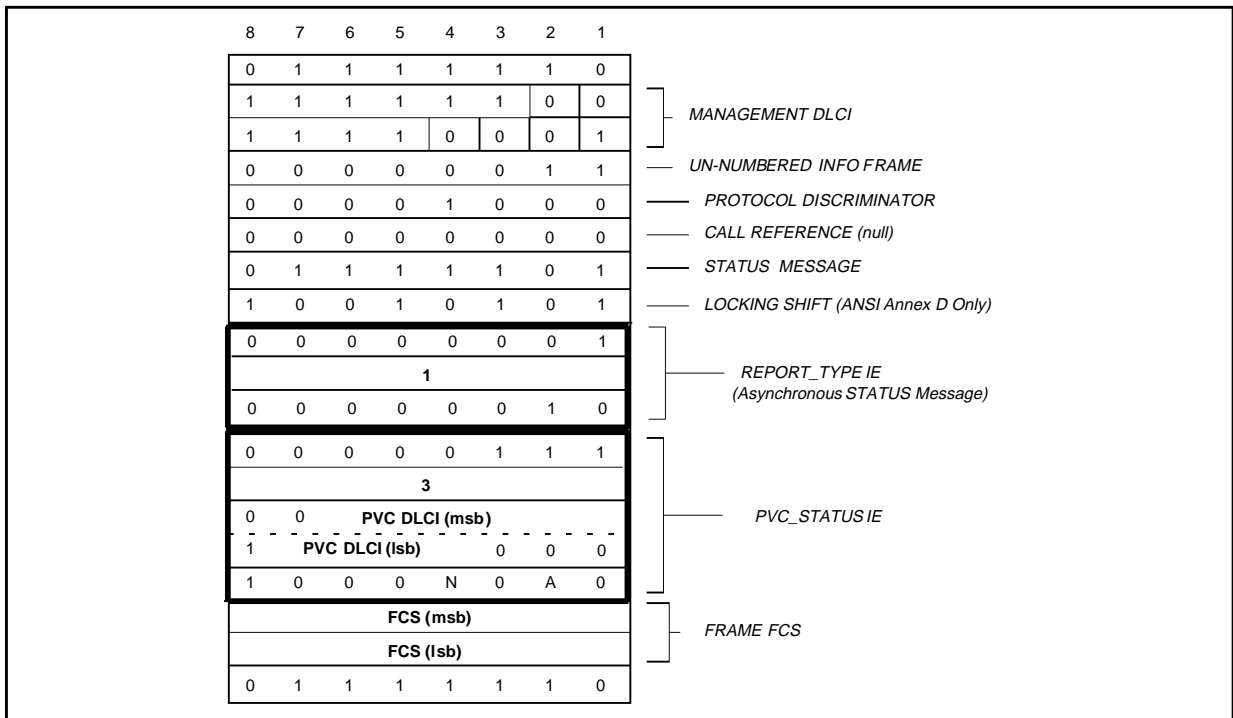 8 7 6 5 4 3 2 1
0 1 1 1 1 1 1 0
1 1 1 1 1 1 0 0
MANAGEMENT DLCI
1 1 1 1 0 0 0 1
0 0 0 0 0 0 1 1 UN-NUMBERED INFO FRAME
0 0 0 0 1 0 0 0 PROTOCOL DISCRIMINATOR
0 0 0 0 0 0 0 0 CALL REFERENCE (null)
0 1 1 1 1 1 0 1 STATUS MESSAGE
1 0 0 1 0 1 0 1 LOCKING SHIFT (ANSI Annex D Only)
0 0 0 0 0 0 0 1
1 REPORT_TYPE IE
(Asynchronous STATUS Message)
0 0 0 0 0 0 1 0
0 0 0 0 0 1 1 1
3
0 0 PVC DLCI (msb) PVC_STATUS IE
1 PVC DLCI (lsb) 0 0 0
1 0 0 0 N 0 A 0
FCS (msb)
FRAME FCS
FCS (lsb)
0 1 1 1 1 1 1 0